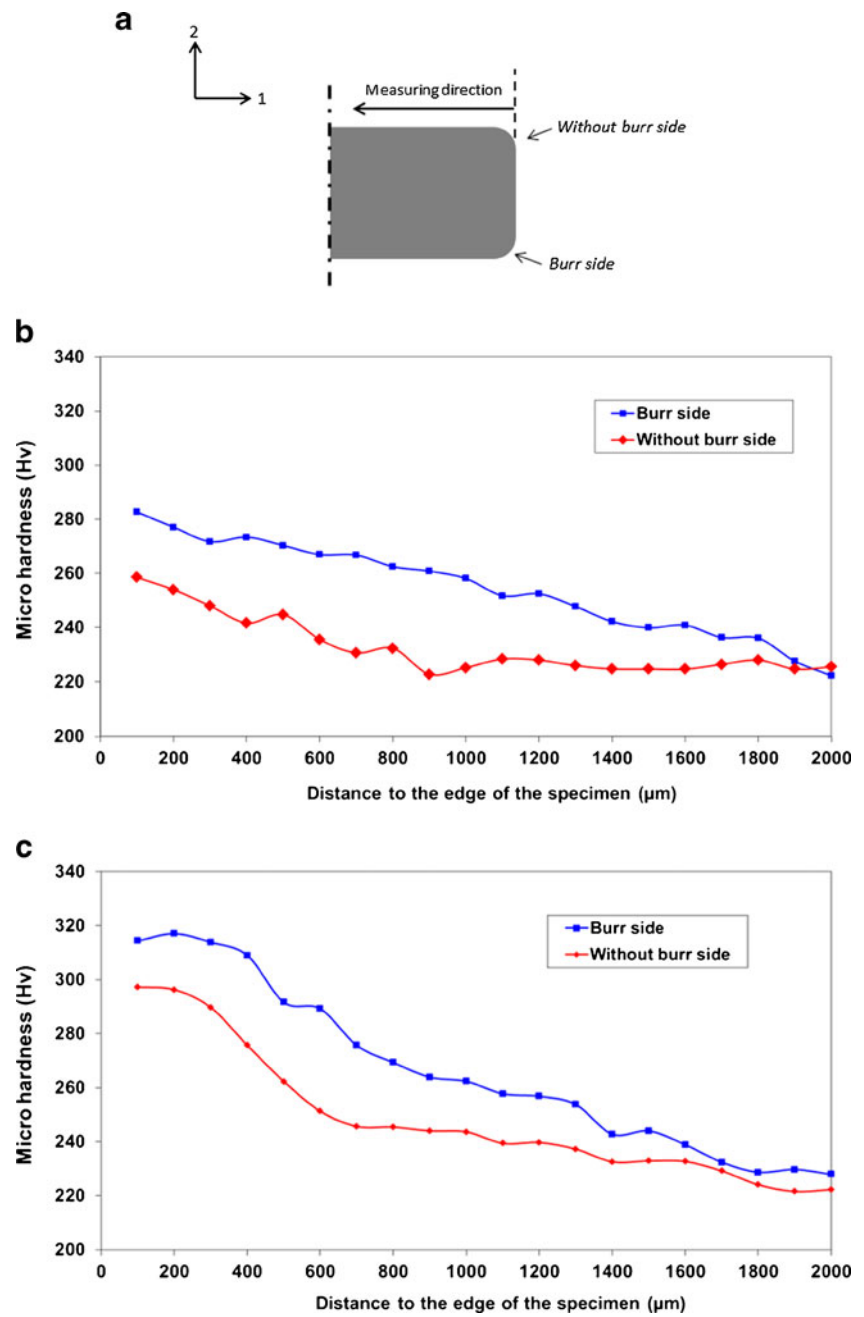 a
2
1
Measuring direction
Without burr side
Burr side
b
340
320
300
280
260
240
220
200
Micro hardness (Hv)
Burr side
Without burr side
0 200 400 600 800 1000 1200 1400 1600 1800 2000
Distance to the edge of the specimen (µm)
c
340
320
300
280
260
240
220
200
Micro hardness (Hv)
Burr side
Without burr side
0 200 400 600 800 1000 1200 1400 1600 1800 2000
Distance to the edge of the specimen (µm)